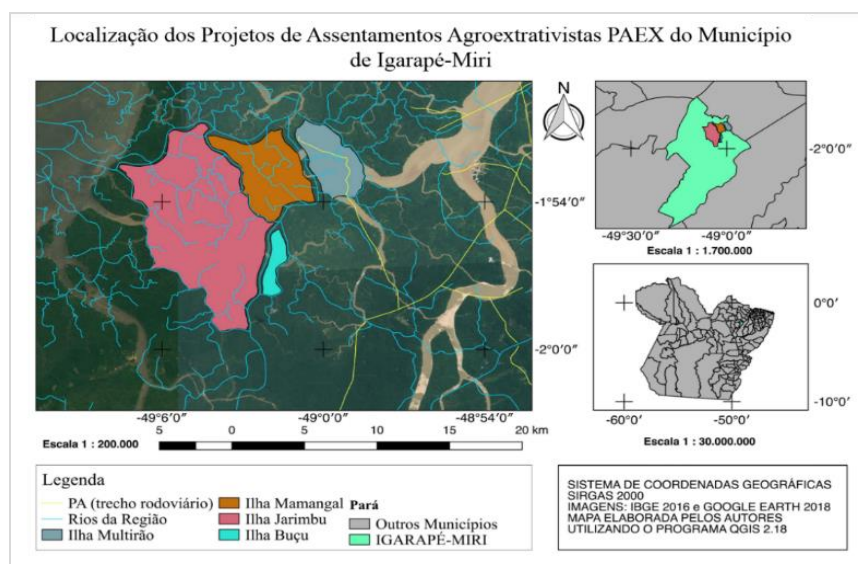 Localização dos Projetos de Assentamentos Agroextrativistas PAEX do Município
de Igarapé-Miri
N
-1°54'0"
-2°0'0"
-49°6'0"
-49°0'0"
-48°54'0"
Escala 1 : 200.000
5 0 5 10 15 20 km
-2°0'0"
-49°30'0"
-49°0'0"
Escala 1 : 1.700.000
0°0'
-10°0'
-60°0'
-50°0'
Escala 1 : 30.000.000
Legenda
PA (trecho rodoviário)
Rios da Região
Ilha Multirão
Ilha Mamangal
Ilha Jarimbu
Ilha Buçu
Pará
Outros Municípios
IGARAPÉ-MIRI
SISTEMA DE COORDENADAS GEOGRÁFICAS
SIRGAS 2000
IMAGENS: IBGE 2016 e GOOGLE EARTH 2018
MAPA ELABORADA PELOS AUTORES
UTILIZANDO O PROGRAMA QGIS 2.18